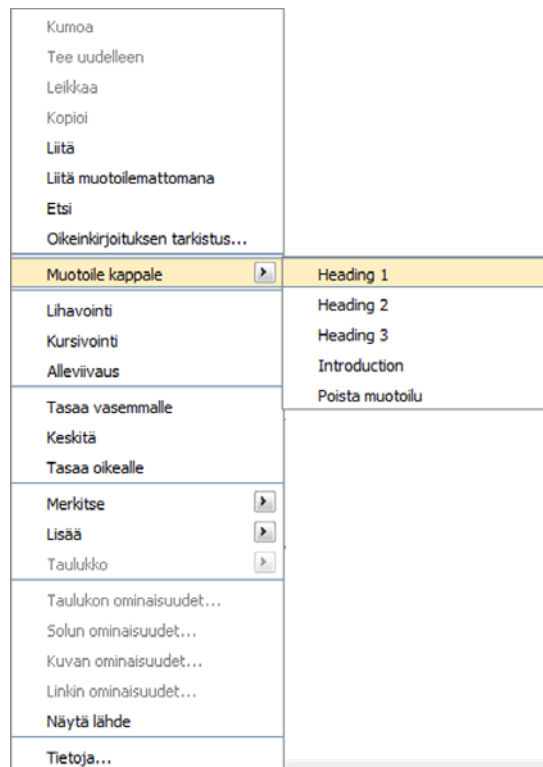 Kumoa
Tee uudelleen
Leikkaa
Kopioi
Liitä
Liitä muotoilemattomana
Etsi
Oikeinkirjoituksen tarkistus...
Muotoile kappale
Heading 1
Heading 2
Heading 3
Introduction
Poista muotoilu
Lihavointi
Kursivointi
Alleviivaus
Tasaa vasemmalle
Keskitä
Tasaa oikealle
Merkitse
Lisää
Taulukko
Taulukon ominaisuudet...
Solun ominaisuudet...
Kuvan ominaisuudet...
Linkin ominaisuudet...
Näytä lähde
Tietoja...